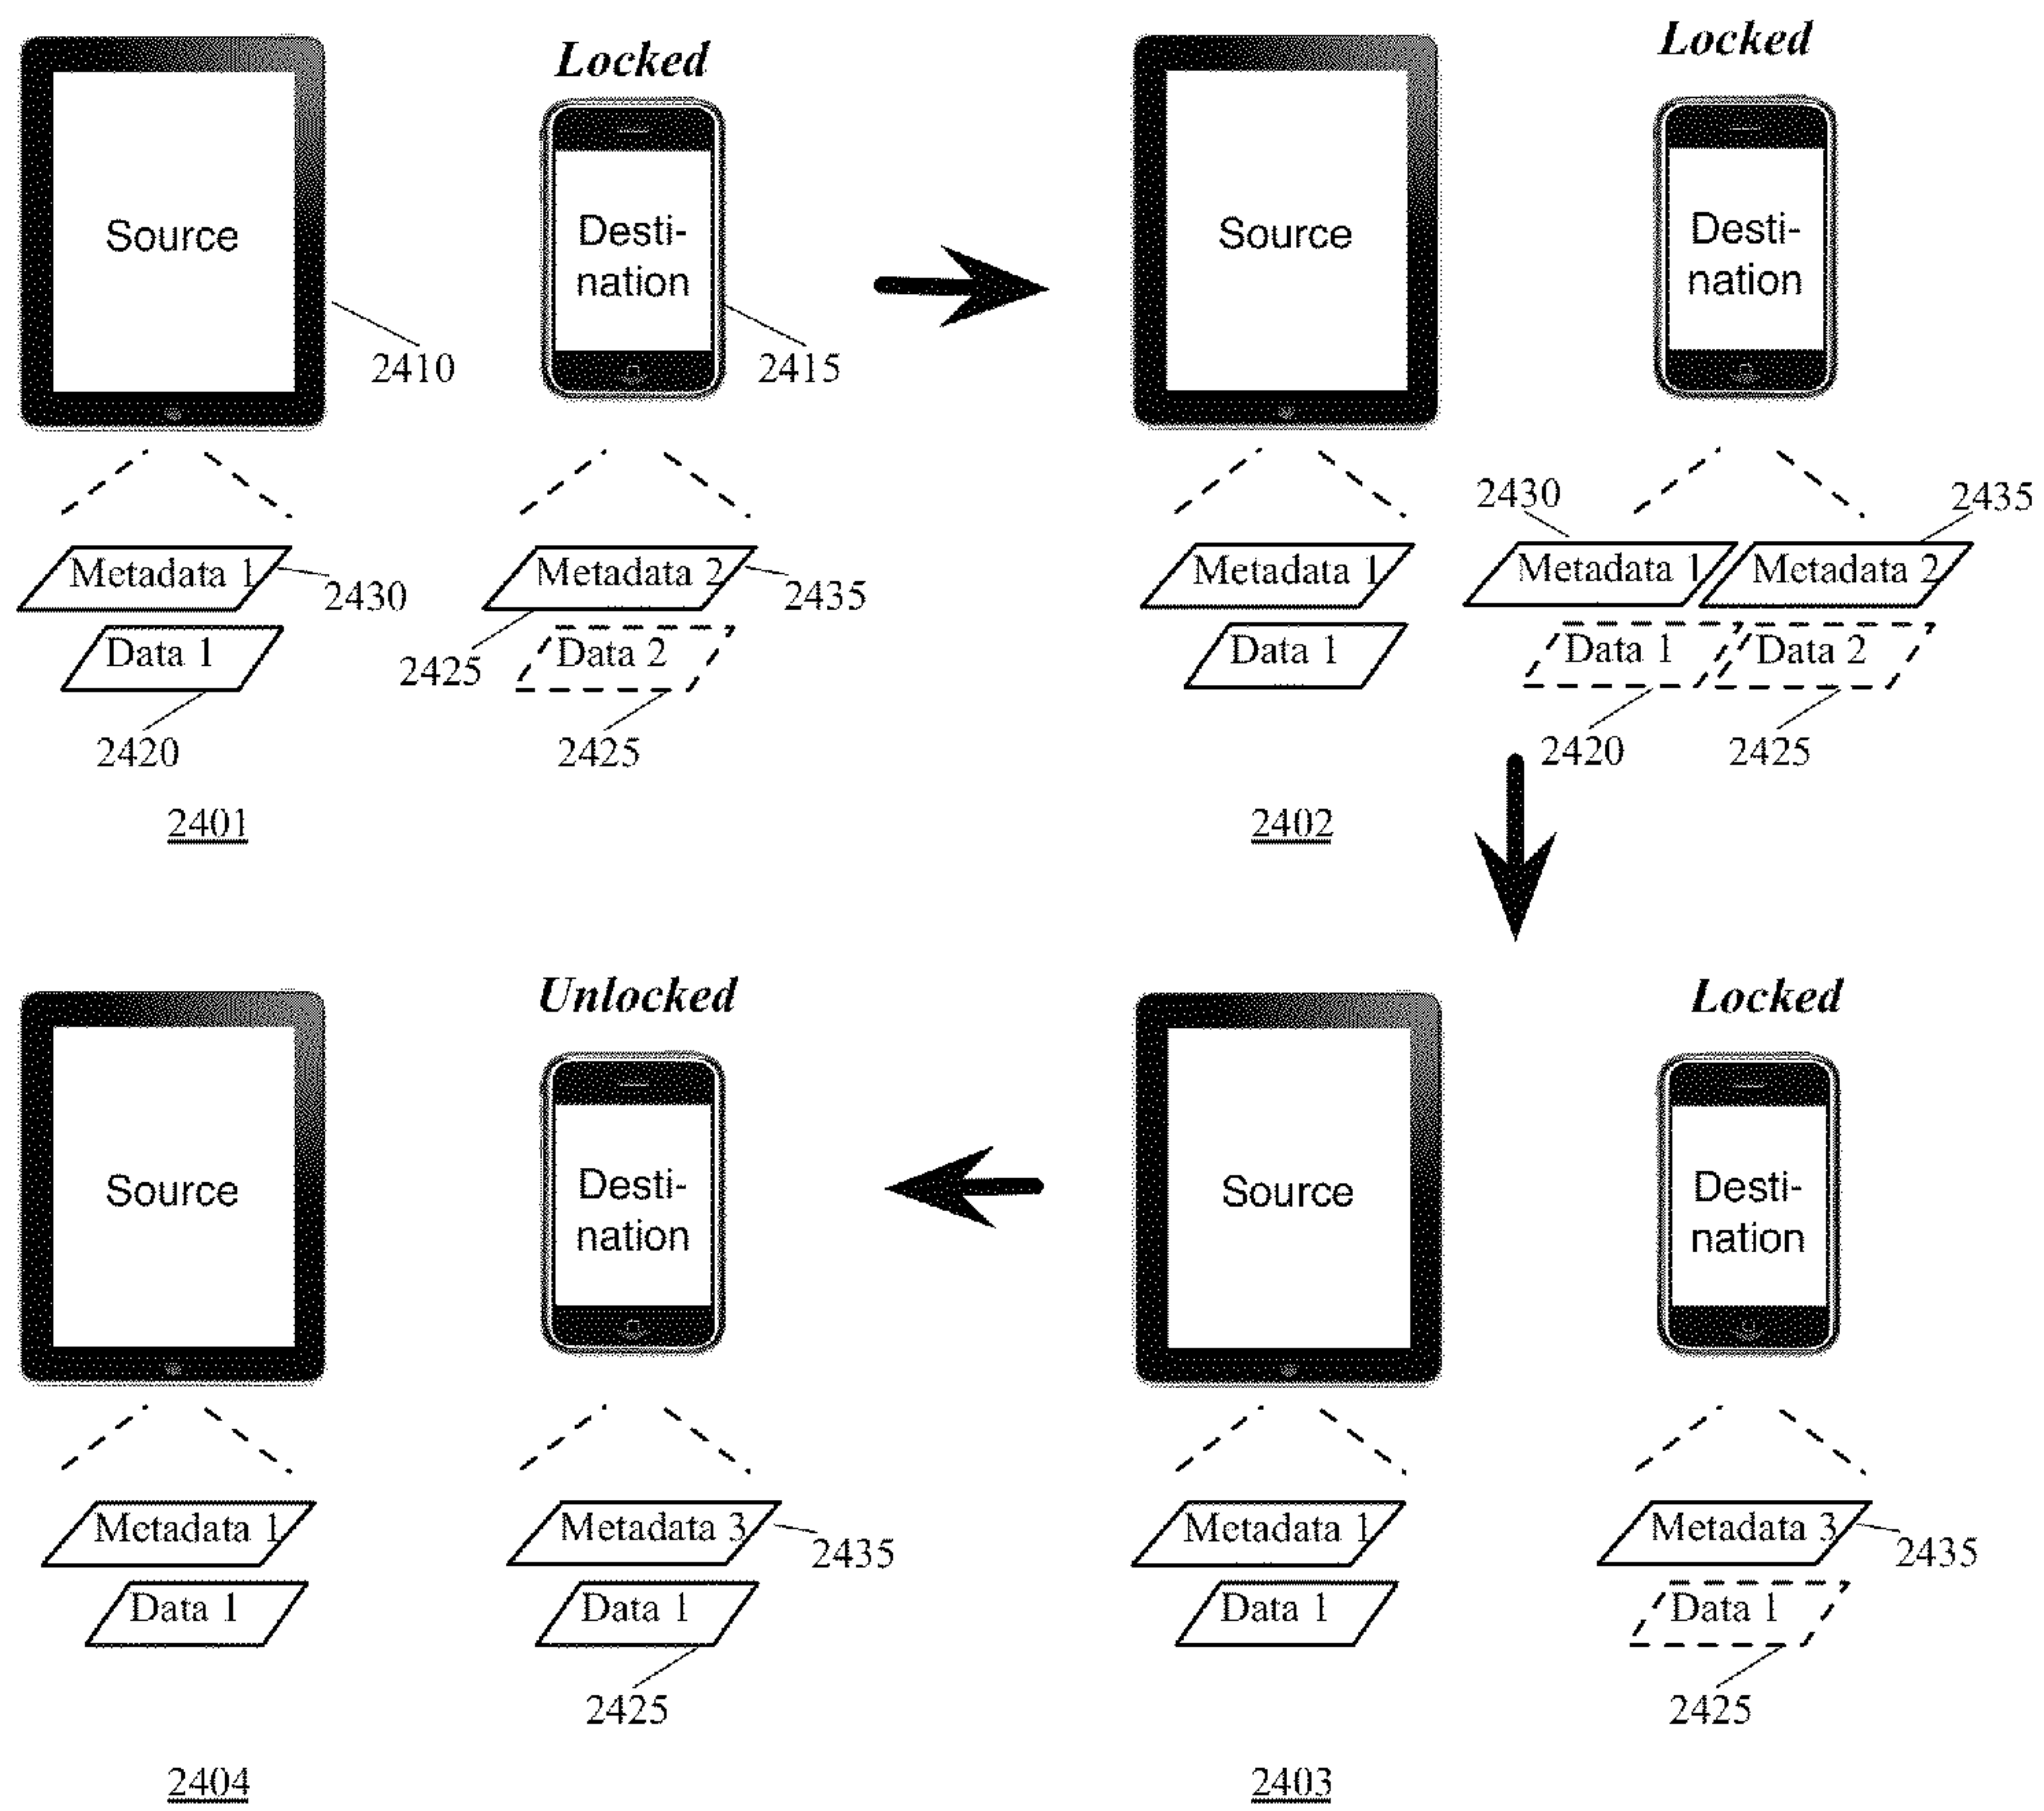 Locked
Source
Desti-
nation
2410
2415
Metadata 1
2430
Metadata 2
2435
Data 1
2425
Data 2
2420
2425
2401
Locked
Source
Desti-
nation
2430
2435
Metadata 1
Metadata 1
Metadata 2
Data 1
Data 1
Data 2
2420
2425
2402
Locked
Source
Desti-
nation
Metadata 1
Metadata 3
2435
Data 1
Data 1
2425
2403
Unlocked
Source
Desti-
nation
Metadata 1
Metadata 3
2435
Data 1
Data 1
2425
2404